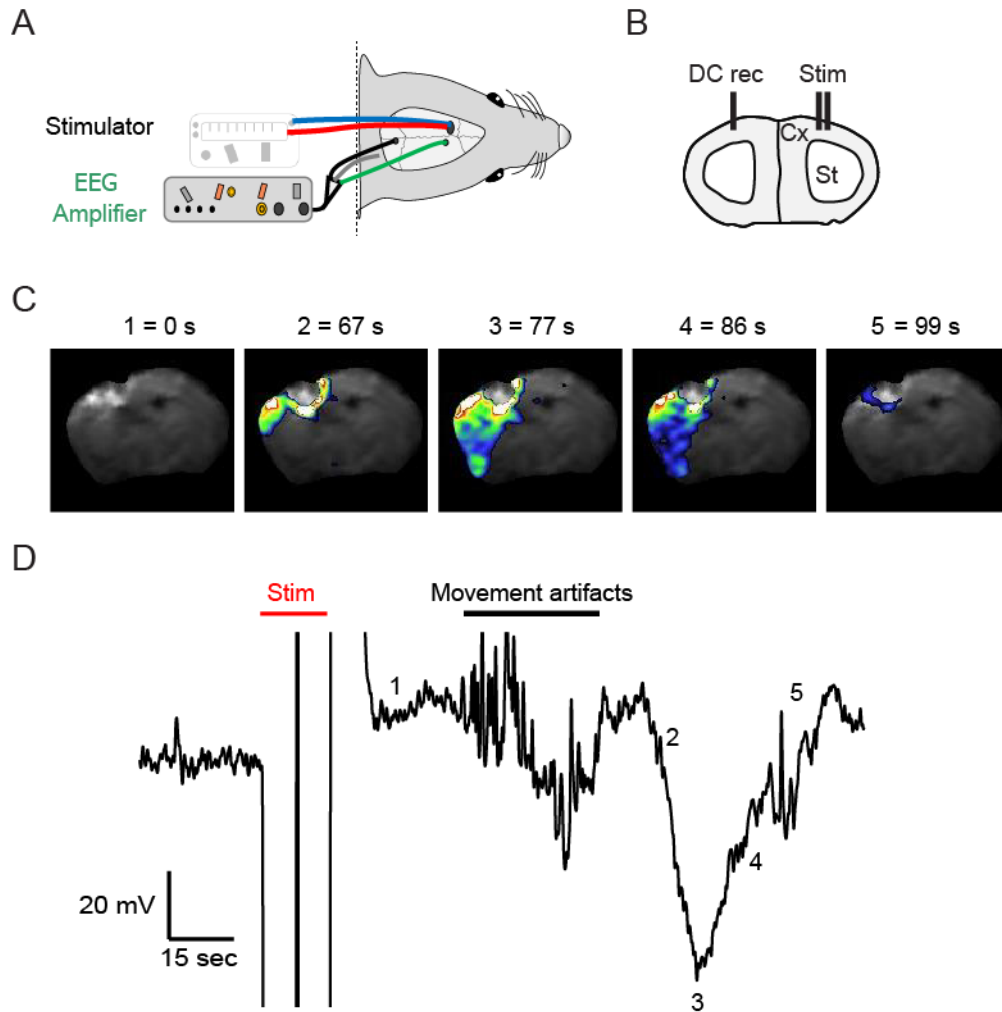 A
B
DC rec Stim
Stimulator
Cx
EEG
Amplifier
St
C
1 = 0 s 2 = 67 s 3 = 77 s 4 = 86 s 5 = 99 s
D
Stim Movement artifacts
1
5
2
4
20 mV
15 sec
3